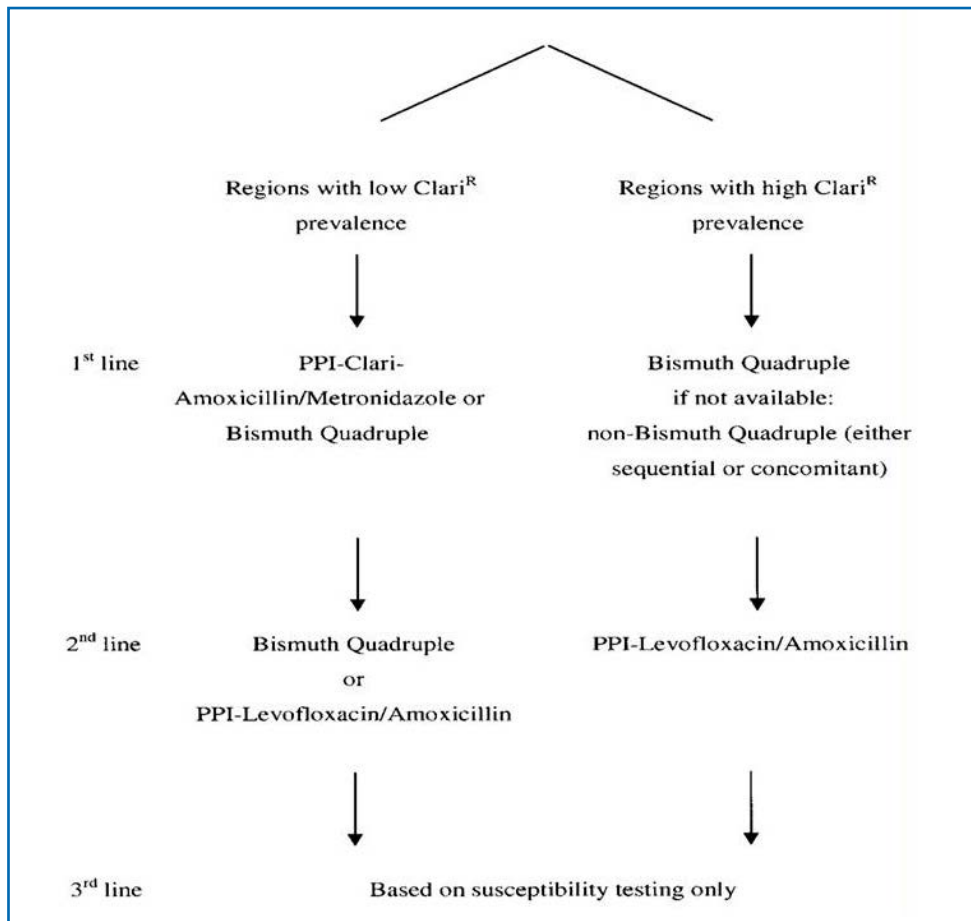 Regions with low Clari^R
prevalence
Regions with high Clari^R
prevalence
1st line
PPI-Clari-
Amoxicillin/Metronidazole or
Bismuth Quadruple
Bismuth Quadruple
if not available:
non-Bismuth Quadruple (either
sequential or concomitant)
2nd line
Bismuth Quadruple
or
PPI-Levofloxacin/Amoxicillin
PPI-Levofloxacin/Amoxicillin
3rd line
Based on susceptibility testing only